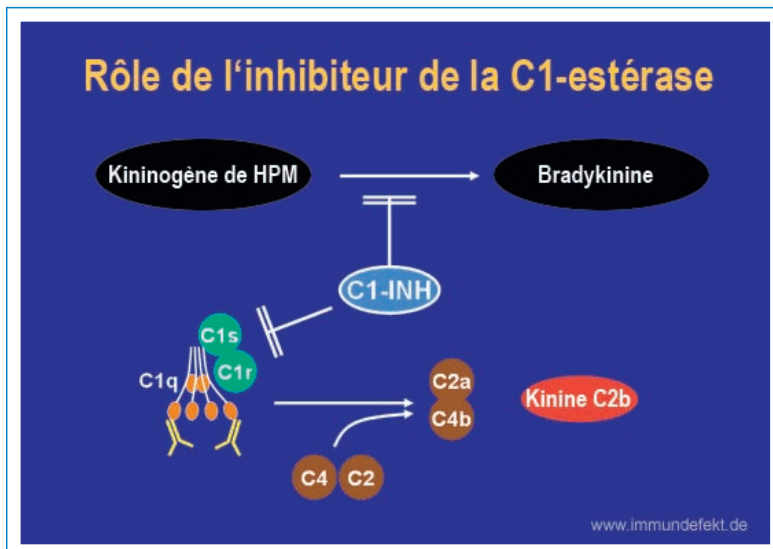 Rôle de l‘inhibiteur de la C1-estérase
Kininogène de HPM
Bradykinine
C1-INH
C1s
C1r
C1q
C2a
C4b
Kinine C2b
C4
C2
www.immundefekt.de